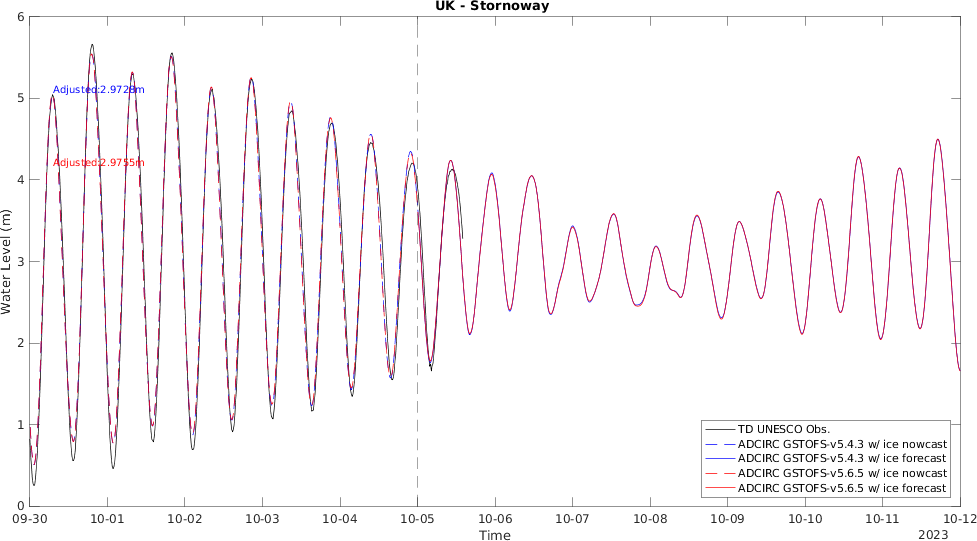 UK - Stornoway
Water Level (m)
6
5
4
3
2
1
0
Adjusted:2.9728m
Adjusted:2.9755m
TD UNESCO Obs.
ADCIRC GSTOFS-v5.4.3 w/ ice nowcast
ADCIRC GSTOFS-v5.4.3 w/ ice forecast
ADCIRC GSTOFS-v5.6.5 w/ ice nowcast
ADCIRC GSTOFS-v5.6.5 w/ ice forecast
09-30 10-01 10-02 10-03 10-04 10-05 10-06 10-07 10-08 10-09 10-10 10-11 10-12
Time
2023